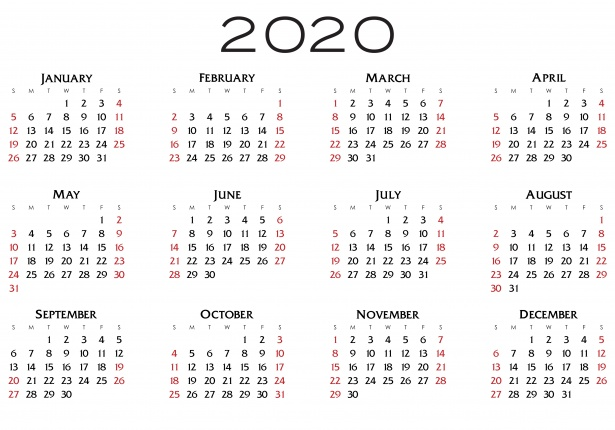 2020
JANUARY
S M T W T F S
1 2 3 4
5 6 7 8 9 10 11
12 13 14 15 16 17 18
19 20 21 22 23 24 25
26 27 28 29 30 31
FEBRUARY
S M T W T F S
1
2 3 4 5 6 7 8
9 10 11 12 13 14 15
16 17 18 19 20 21 22
23 24 25 26 27 28 29
MARCH
S M T W T F S
1 2 3 4 5 6 7
8 9 10 11 12 13 14
15 16 17 18 19 20 21
22 23 24 25 26 27 28
29 30 31
APRIL
S M T W T F S
1 2 3 4
5 6 7 8 9 10 11
12 13 14 15 16 17 18
19 20 21 22 23 24 25
26 27 28 29 30
MAY
S M T W T F S
1 2
3 4 5 6 7 8 9
10 11 12 13 14 15 16
17 18 19 20 21 22 23
24 25 26 27 28 29 30
31
JUNE
S M T W T F S
1 2 3 4 5 6
7 8 9 10 11 12 13
14 15 16 17 18 19 20
21 22 23 24 25 26 27
28 29 30
JULY
S M T W T F S
1 2 3 4
5 6 7 8 9 10 11
12 13 14 15 16 17 18
19 20 21 22 23 24 25
26 27 28 29 30 31
AUGUST
S M T W T F S
1
2 3 4 5 6 7 8
9 10 11 12 13 14 15
16 17 18 19 20 21 22
23 24 25 26 27 28 29
30 31
SEPTEMBER
S M T W T F S
1 2 3 4 5
6 7 8 9 10 11 12
13 14 15 16 17 18 19
20 21 22 23 24 25 26
27 28 29 30
OCTOBER
S M T W T F S
1 2 3
4 5 6 7 8 9 10
11 12 13 14 15 16 17
18 19 20 21 22 23 24
25 26 27 28 29 30 31
NOVEMBER
S M T W T F S
1 2 3 4 5 6 7
8 9 10 11 12 13 14
15 16 17 18 19 20 21
22 23 24 25 26 27 28
29 30
DECEMBER
S M T W T F S
1 2 3 4 5
6 7 8 9 10 11 12
13 14 15 16 17 18 19
20 21 22 23 24 25 26
27 28 29 30 31